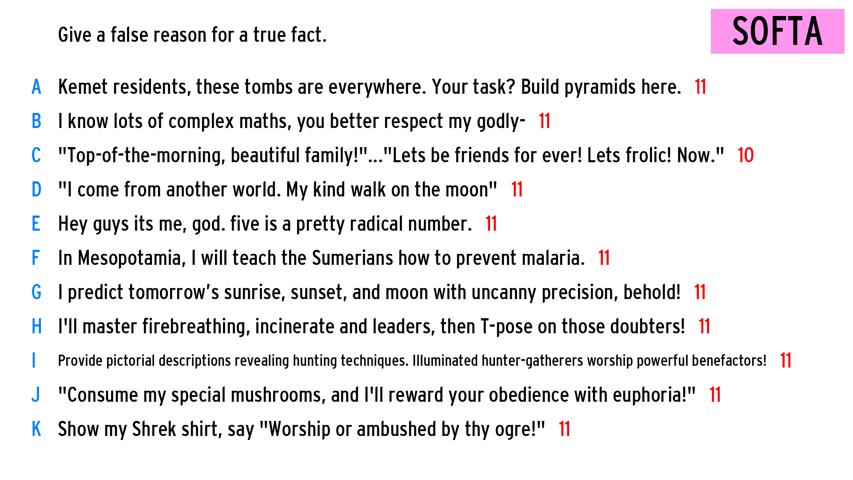 Give a false reason for a true fact.
SOFTA
A Kemet residents, these tombs are everywhere. Your task? Build pyramids here. 11
B I know lots of complex maths, you better respect my godly- 11
C "Top-of-the-morning, beautiful family!"..."Lets be friends for ever! Lets frolic! Now." 10
D "I come from another world. My kind walk on the moon" 11
E Hey guys its me, god. five is a pretty radical number. 11
F In Mesopotamia, I will teach the Sumerians how to prevent malaria. 11
G I predict tomorrow's sunrise, sunset, and moon with uncanny precision, behold! 11
H I'll master firebreathing, incinerate and leaders, then T-pose on those doubters! 11
I Provide pictorial descriptions revealing hunting techniques. Illuminated hunter-gatherers worship powerful benefactors! 11
J "Consume my special mushrooms, and I'll reward your obedience with euphoria!" 11
K Show my Shrek shirt, say "Worship or ambushed by thy ogre!" 11